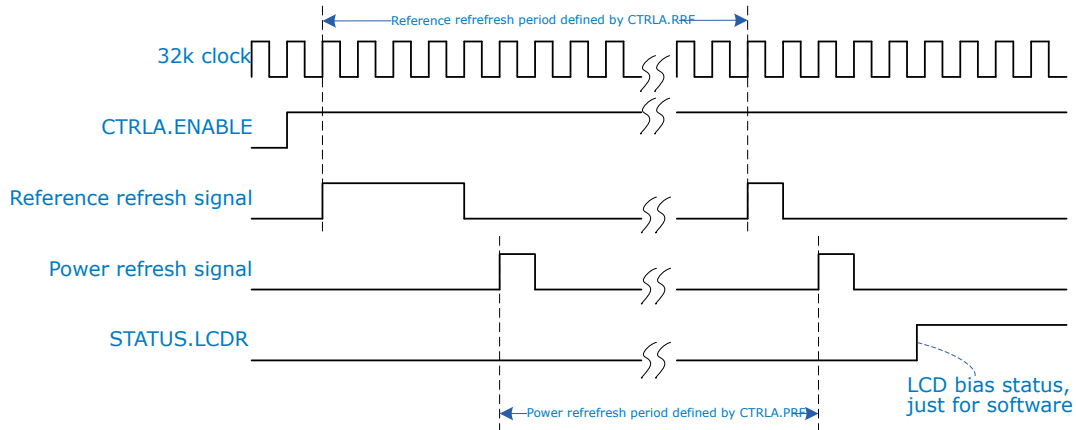 Reference refrefresh period defined by CTRLA.RRF
32k clock
CTRLA.ENABLE
Reference refresh signal
Power refresh signal
STATUS.LCDR
LCD bias status,
just for software
Power refrefresh period defined by CTRLA.PRF